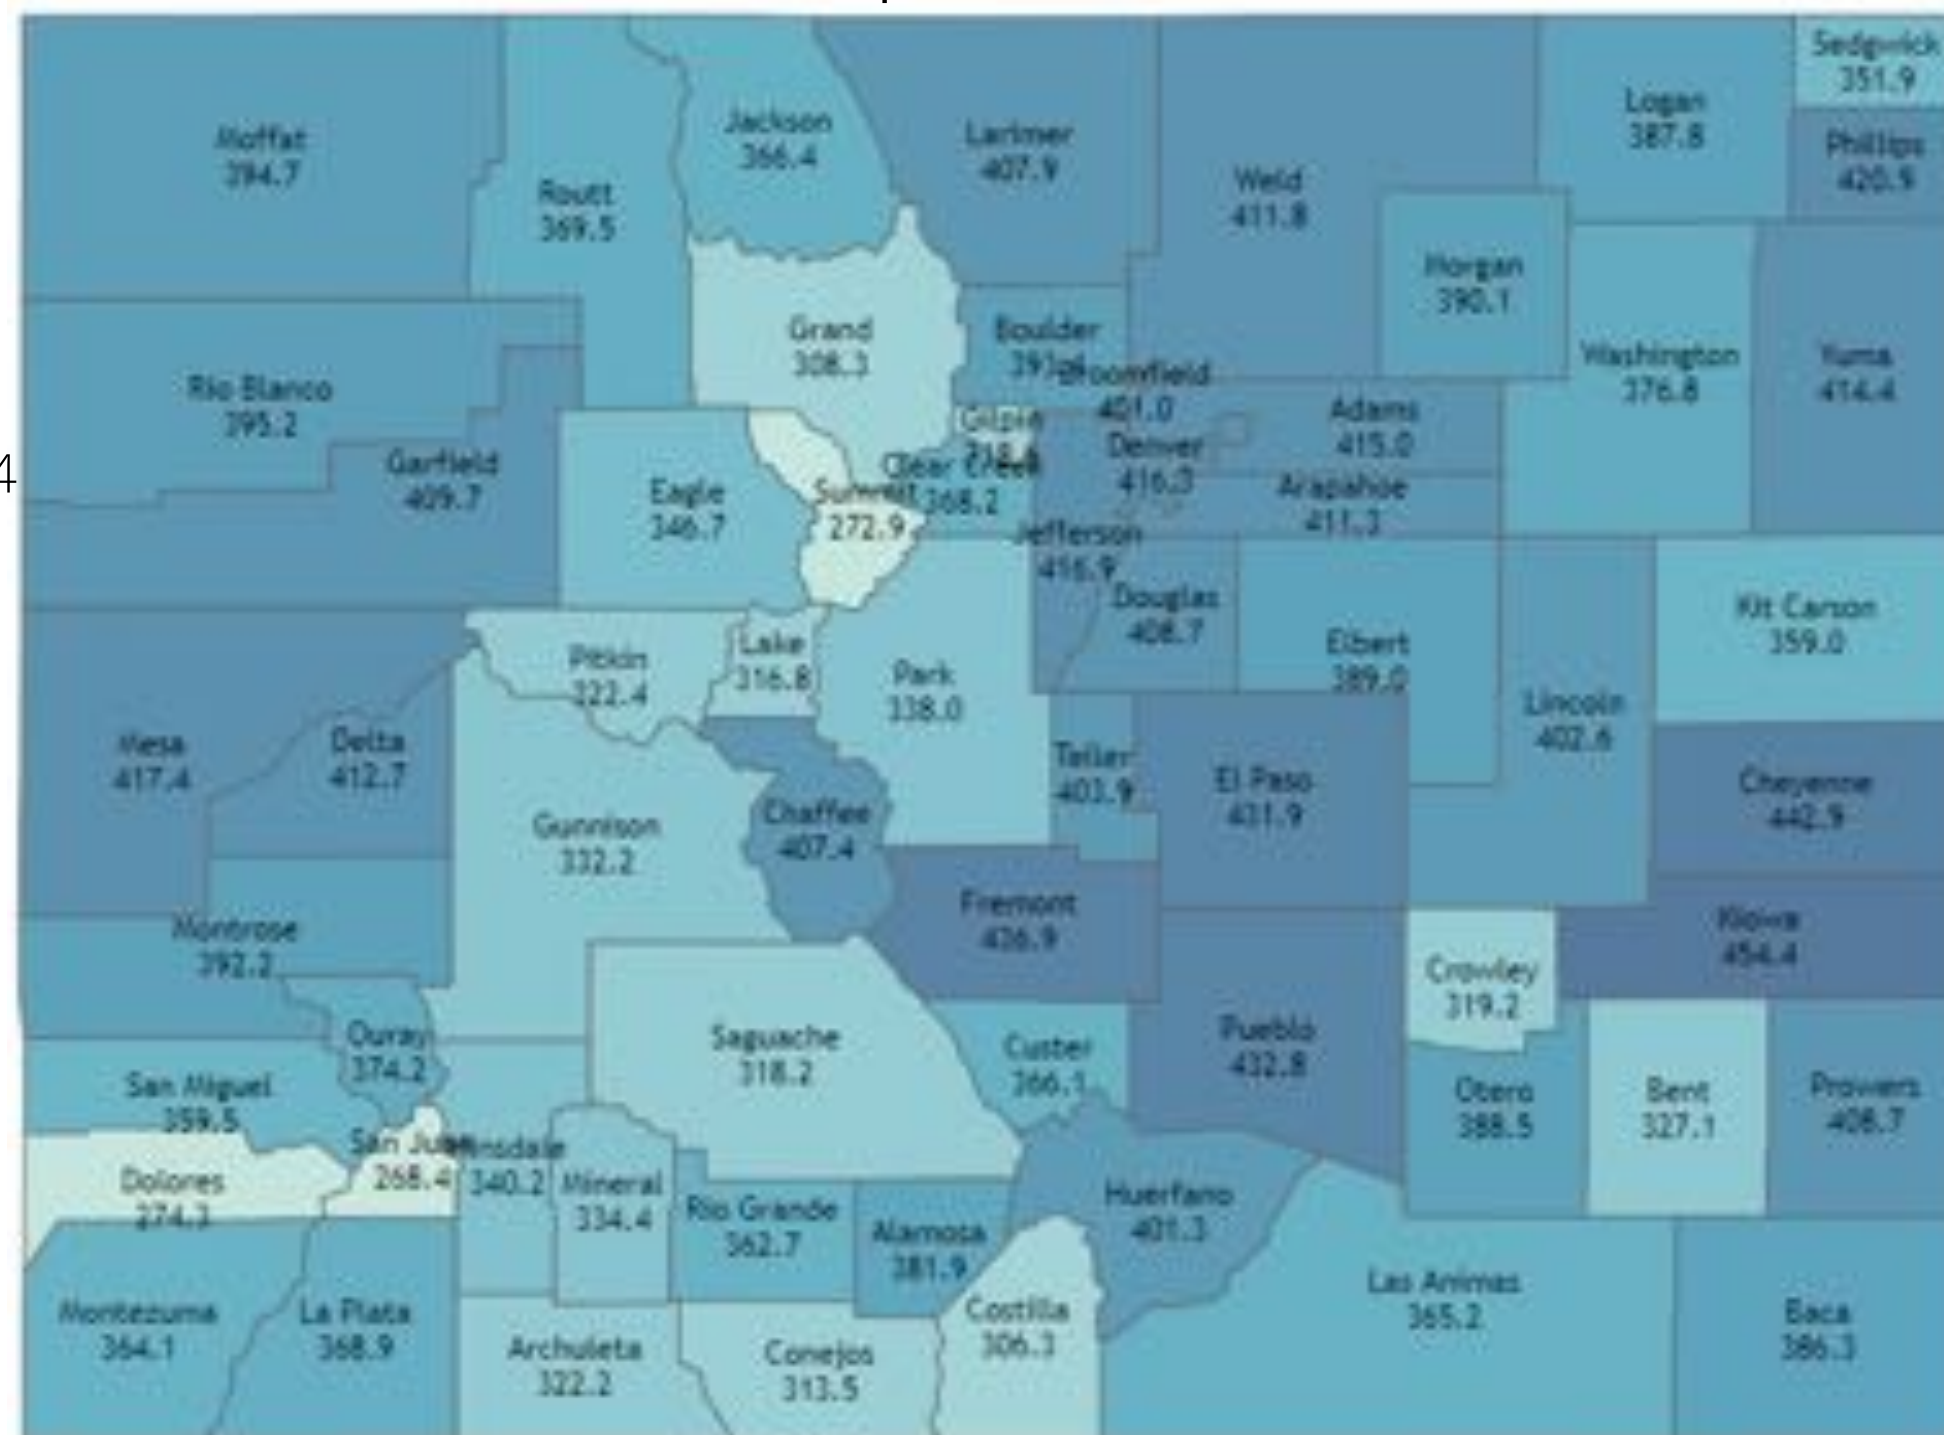 Sedgwick
351.9
Logan
387.8
Phillips
420.9
Moffat
394.7
Jackson
366.4
Larimer
407.9
Routt
369.5
Weld
411.8
Morgan
390.1
Grand
308.3
Boulder
Washington
376.8
Yuma
414.4
Rio Blanco
395.2
Broomfield
401.0
Gilpin
Adams
415.0
Denver
416.3
4
Garfield
409.7
Clear Creek
368.2
Eagle
346.7
Summit
272.9
Arapahoe
411.3
Jefferson
416.9
Douglas
408.7
Kit Carson
359.0
Elbert
389.0
Pitkin
322.4
Lake
316.8
Park
338.0
Lincoln
402.6
Mesa
417.4
Delta
412.7
Teller
403.9
El Paso
431.9
Cheyenne
442.9
Gunnison
332.2
Chaffee
407.4
Fremont
436.9
Kiowa
454.4
Montrose
392.2
Crowley
319.2
Ouray
374.2
Saguache
318.2
Custer
366.1
Pueblo
432.8
San Miguel
359.5
Otero
388.5
Bent
327.1
Prowers
408.7
San Juan
268.4
Hinsdale
340.2
Dolores
274.3
Mineral
334.4
Rio Grande
362.7
Alamosa
381.9
Huerfano
401.3
Montezuma
364.1
La Plata
368.9
Archuleta
322.2
Conejos
313.5
Costilla
306.3
Las Animas
365.2
Baca
386.3